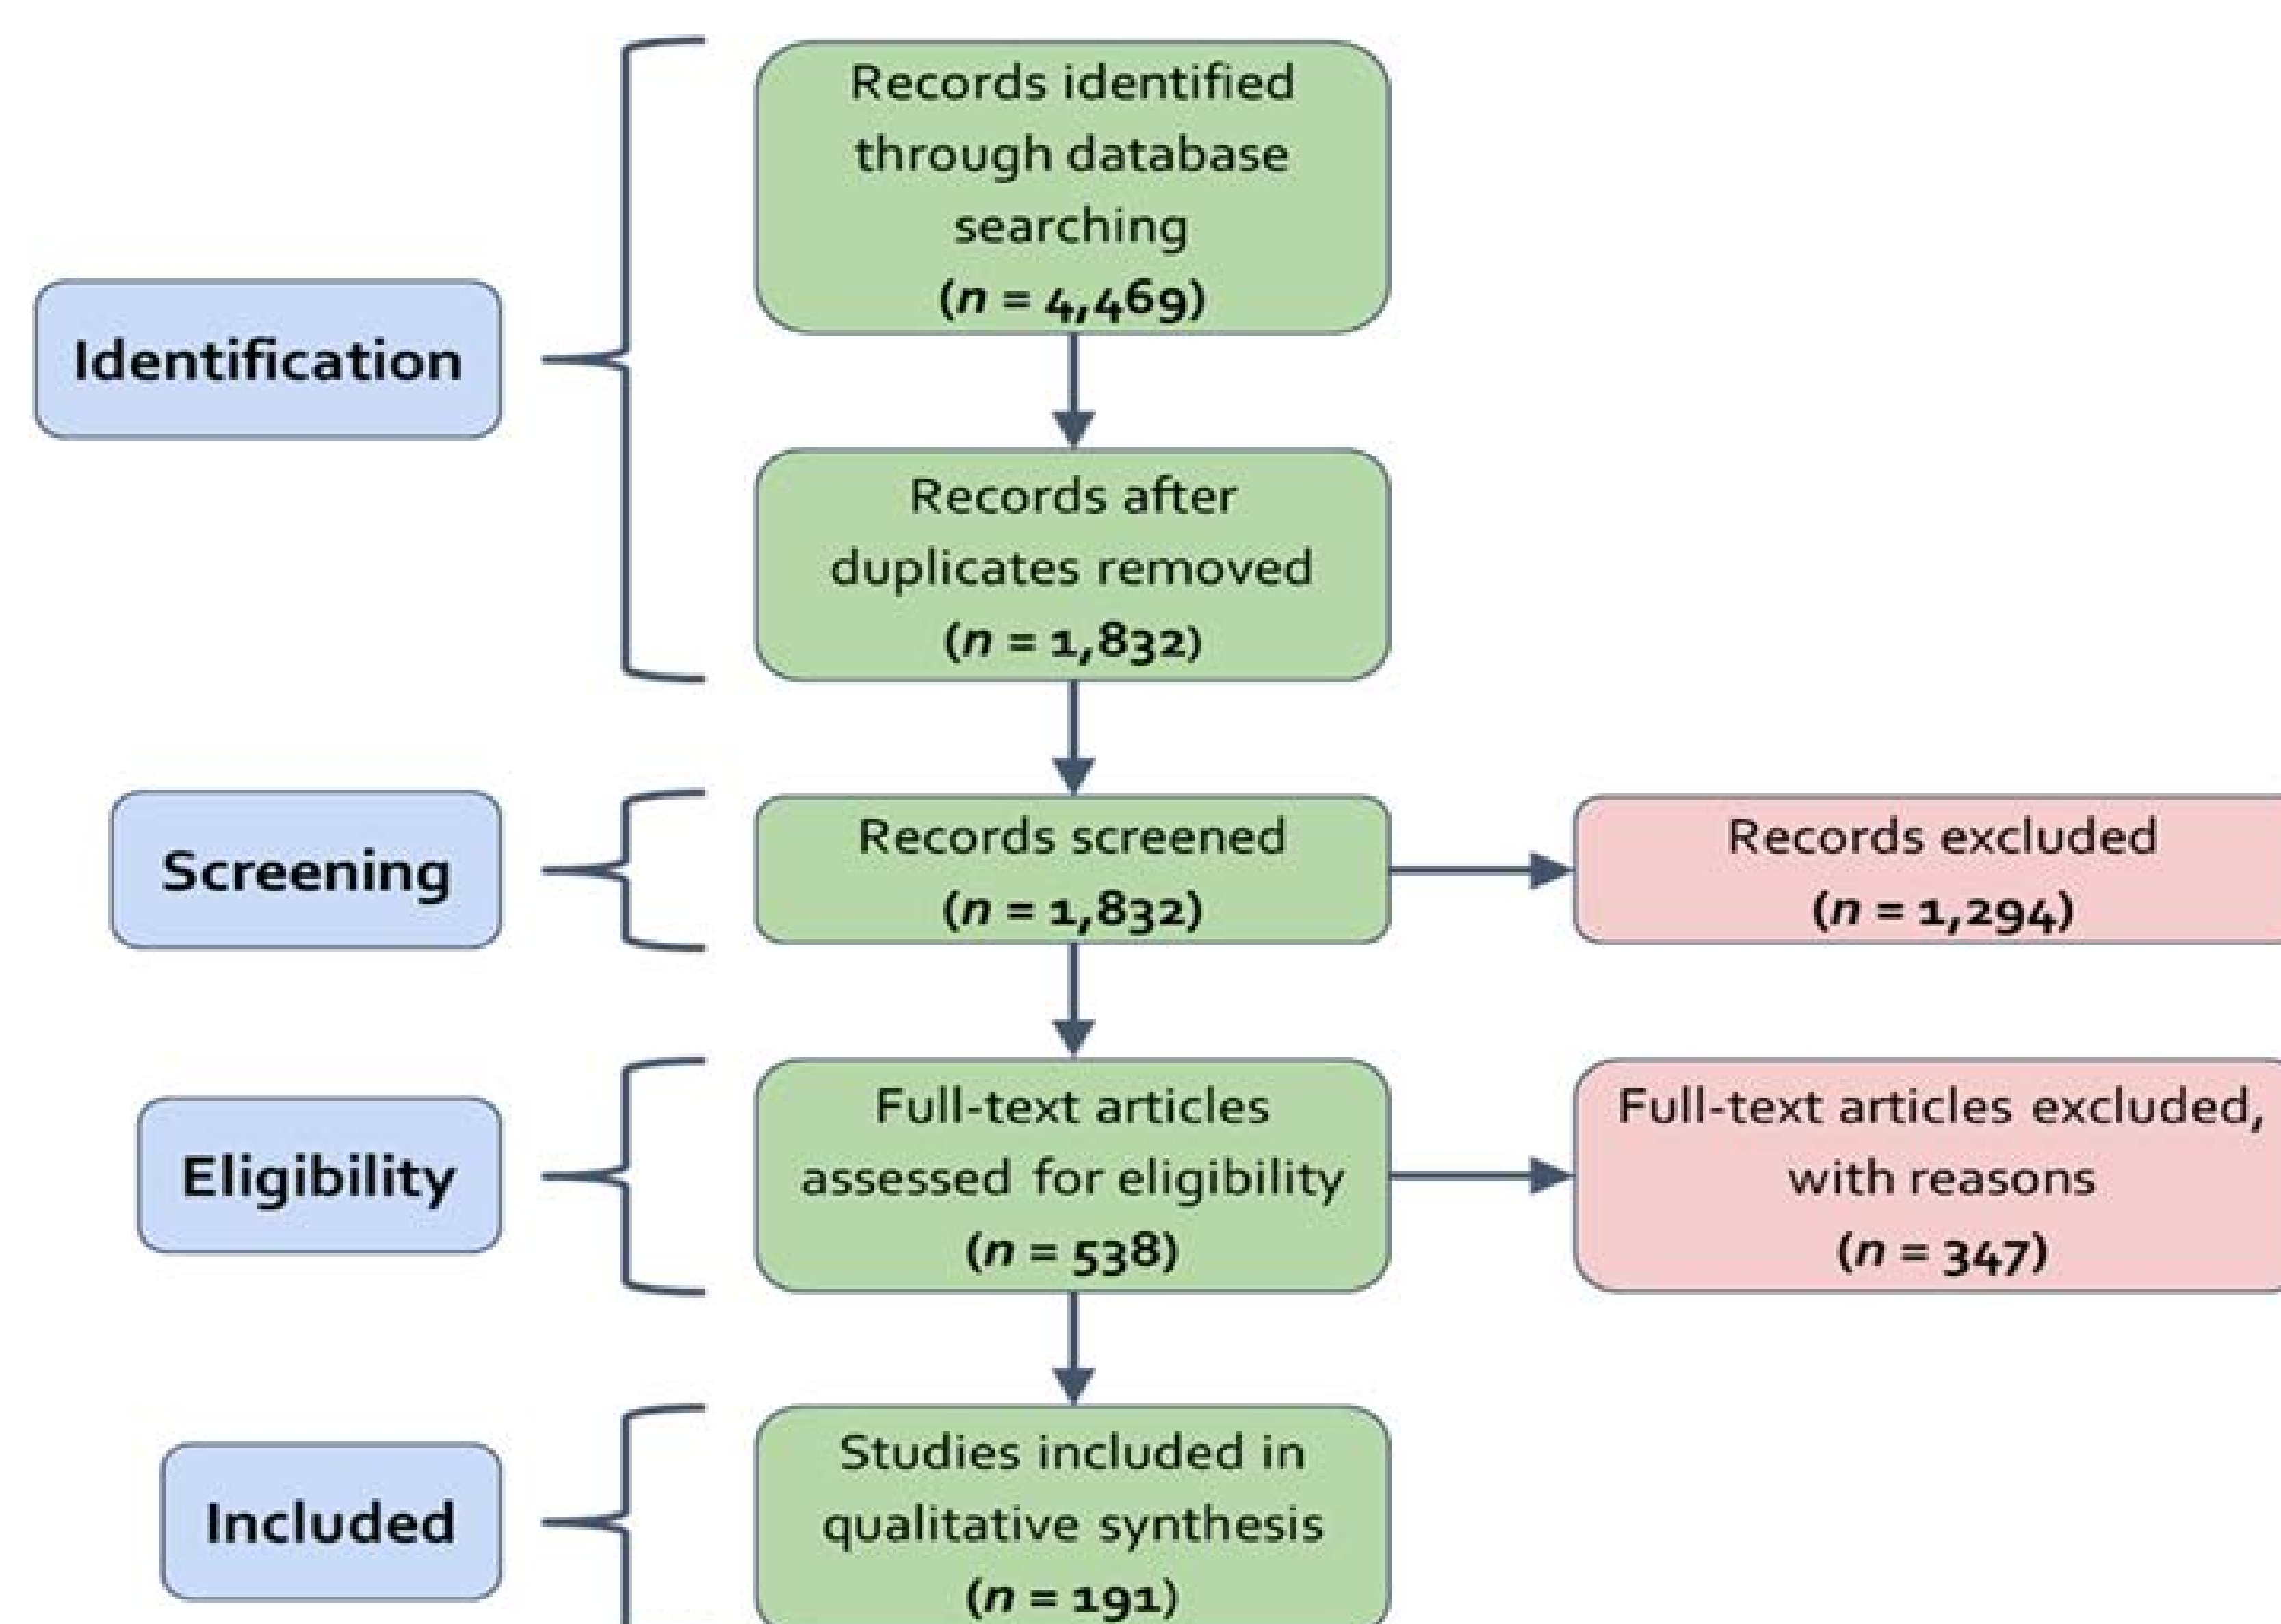 Records identified
through database
searching
(n = 4,469)
Identification
Records after
duplicates removed
(n = 1,832)
Screening
Records screened
(n = 1,832)
Records excluded
(n = 1,294)
Eligibility
Full-text articles
assessed for eligibility
(n = 538)
Full-text articles excluded,
with reasons
(n = 347)
Included
Studies included in
qualitative synthesis
(n = 191)